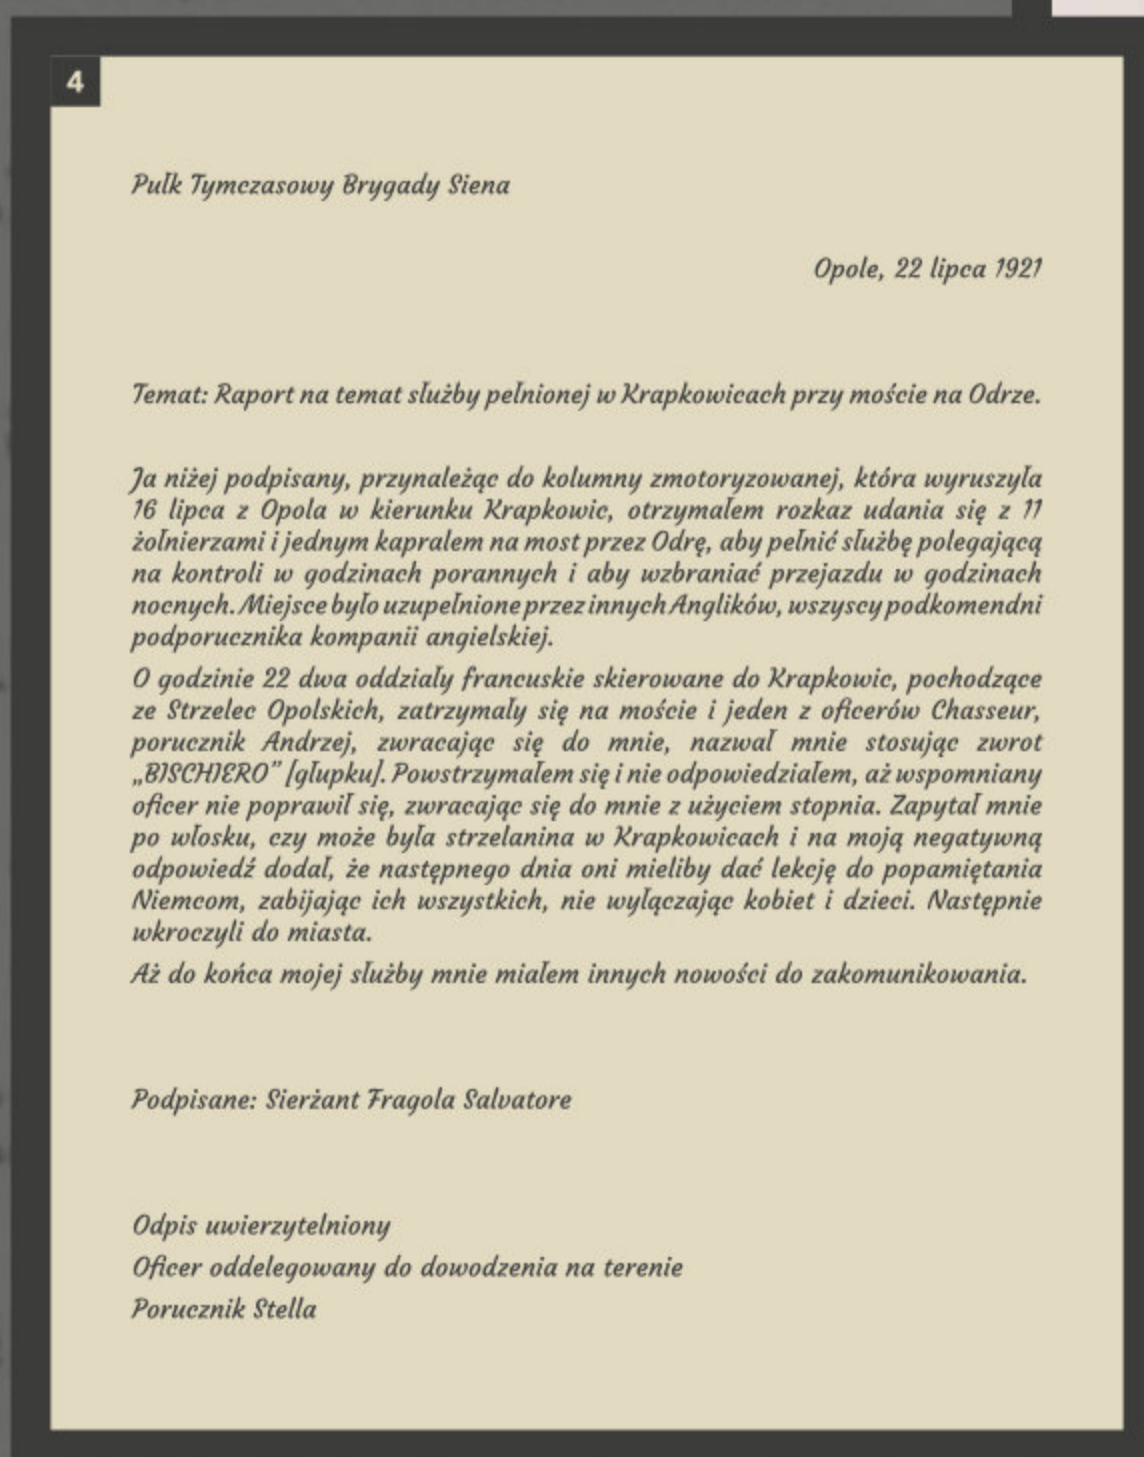 4
Pułk Tymczasowy Brygady Siena
Opole, 22 lipca 1921
Temat: Raport na temat służby pełnionej w Krapkowicach przy moście na Odrze.
Ja niżej podpisany, przynależąc do kolumny zmotoryzowanej, która wyruszyła
16 lipca z Opola w kierunku Krapkowic, otrzymałem rozkaz udania się z 11
żołnierzami i jednym kapralem na most przez Odrę, aby pełnić służbę polegającą
na kontroli w godzinach porannych i aby wzbraniać przejazdu w godzinach
nocnych. Miejsce było uzupełnione przez innych Anglików, wszyscy podkomendni
podporucznika kompanii angielskiej.
O godzinie 22 dwa oddziały francuskie skierowane do Krapkowic, pochodzące
ze Strzelec Opolskich, zatrzymały się na moście i jeden z oficerów Chasseur,
porucznik Andrzej, zwracając się do mnie, nazwał mnie stosując zwrot
„BISCHIERO” [głupku]. Powstrzymałem się i nie odpowiedziałem, aż wspomniany
oficer nie poprawił się, zwracając się do mnie z użyciem stopnia. Zapytał mnie
po włosku, czy może była strzelanina w Krapkowicach i na moją negatywną
odpowiedź dodał, że następnego dnia oni mieliby dać lekcję do popamiętania
Niemcom, zabijając ich wszystkich, nie wyłączając kobiet i dzieci. Następnie
wkroczyli do miasta.
Aż do końca mojej służby mnie miałem innych nowości do zakomunikowania.
Podpisane: Sierżant Fragola Salvatore
Odpis uwierzytelniony
Oficer oddelegowany do dowodzenia na terenie
Porucznik Stella